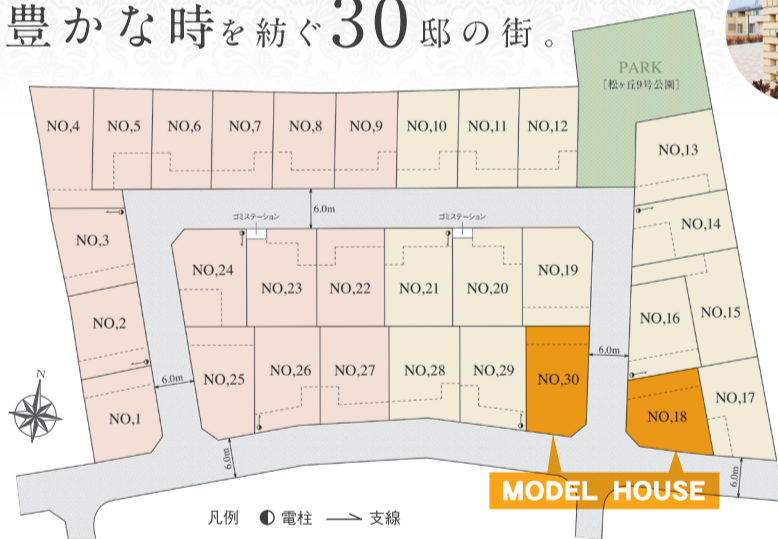 豊かな時を紡ぐ30邸の街。
PARK
[松ヶ丘9号公園]
NO,4
NO,5
NO,6
NO,7
NO,8
NO,9
NO,10
NO,11
NO,12
NO,13
6.0m
ゴミステーション
ゴミステーション
NO,3
NO,14
NO,24
NO,23
NO,22
NO,21
NO,20
NO,19
NO,2
NO,16
NO,15
6.0m
6.0m
NO,25
NO,26
NO,27
NO,28
NO,29
NO,30
N
NO,1
NO,18
NO,17
6.0m
6.0m
MODEL HOUSE
凡例 電柱 支線